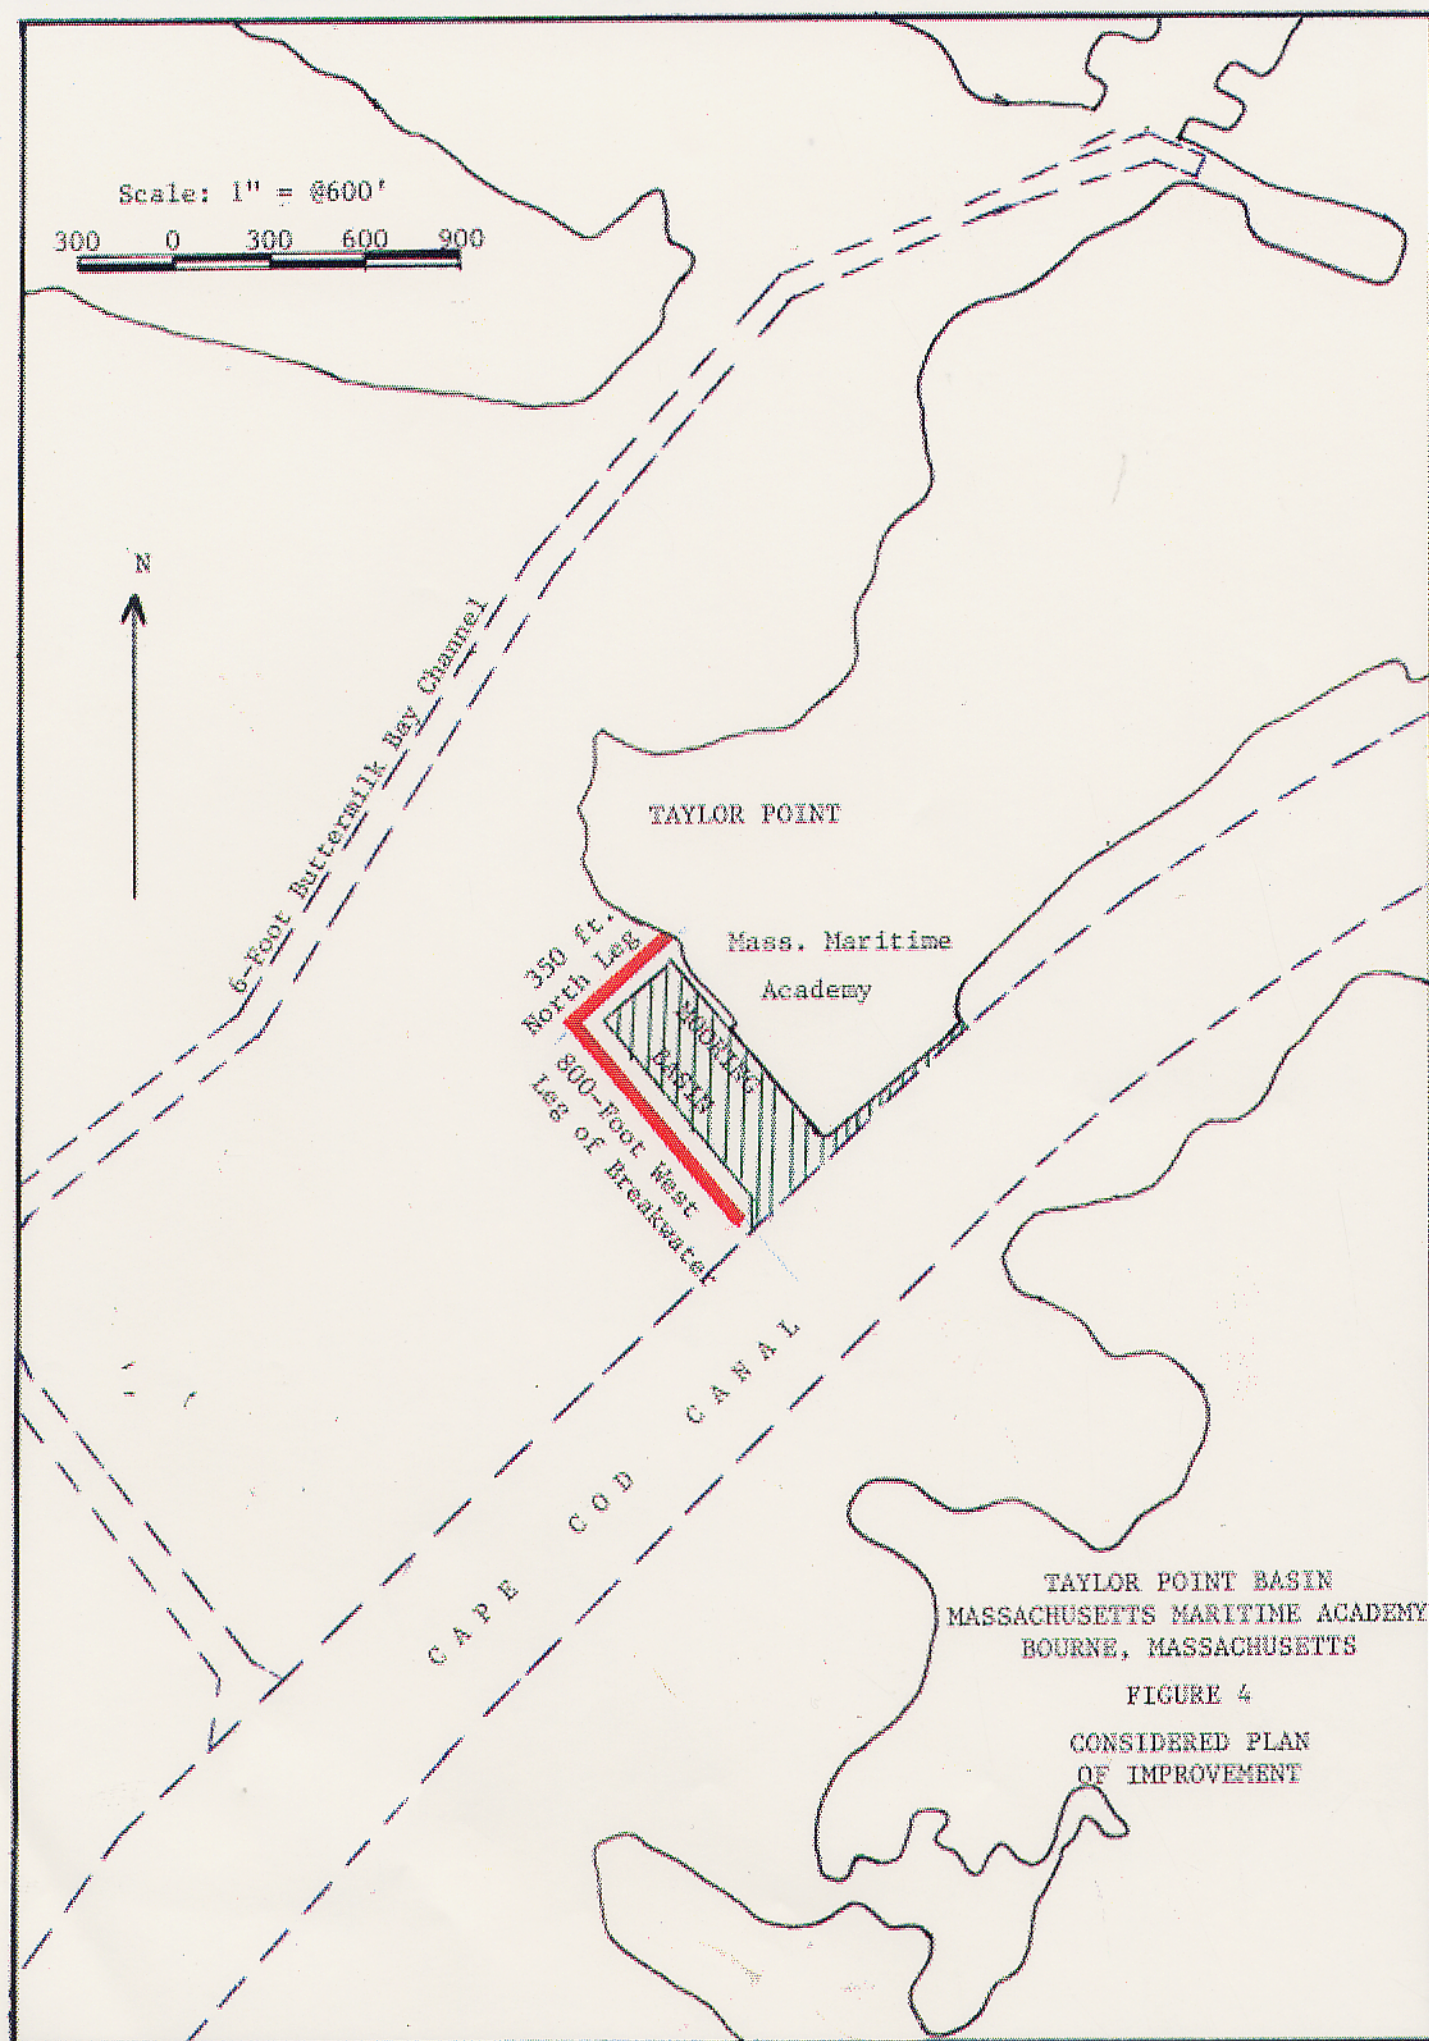 Scale: 1" = @600'
300 0 300 600 900
N
6-Foot Buttermilk Bay Channel
TAYLOR POINT
Mass. Maritime
Academy
350 ft.
North Leg
MOORING
BASIN
800-Foot West
Leg of Breakwater
CAPE COD CANAL
TAYLOR POINT BASIN
MASSACHUSETTS MARITIME ACADEMY
BOURNE, MASSACHUSETTS
FIGURE 4
CONSIDERED PLAN
OF IMPROVEMENT